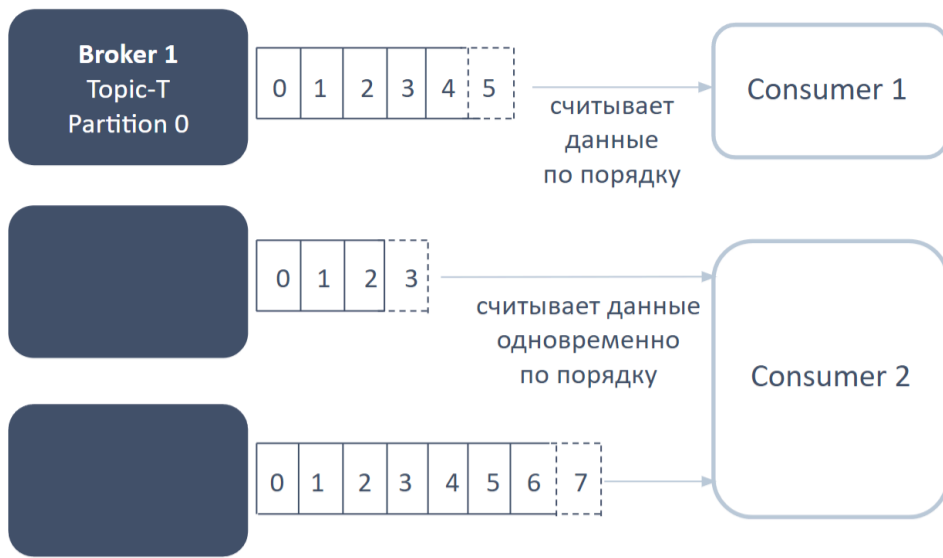 Broker 1
Topic-T
Partition 0
0 1 2 3 4 5
считывает
данные
по порядку
Consumer 1
0 1 2 3
считывает данные
одновременно
по порядку
Consumer 2
0 1 2 3 4 5 6 7